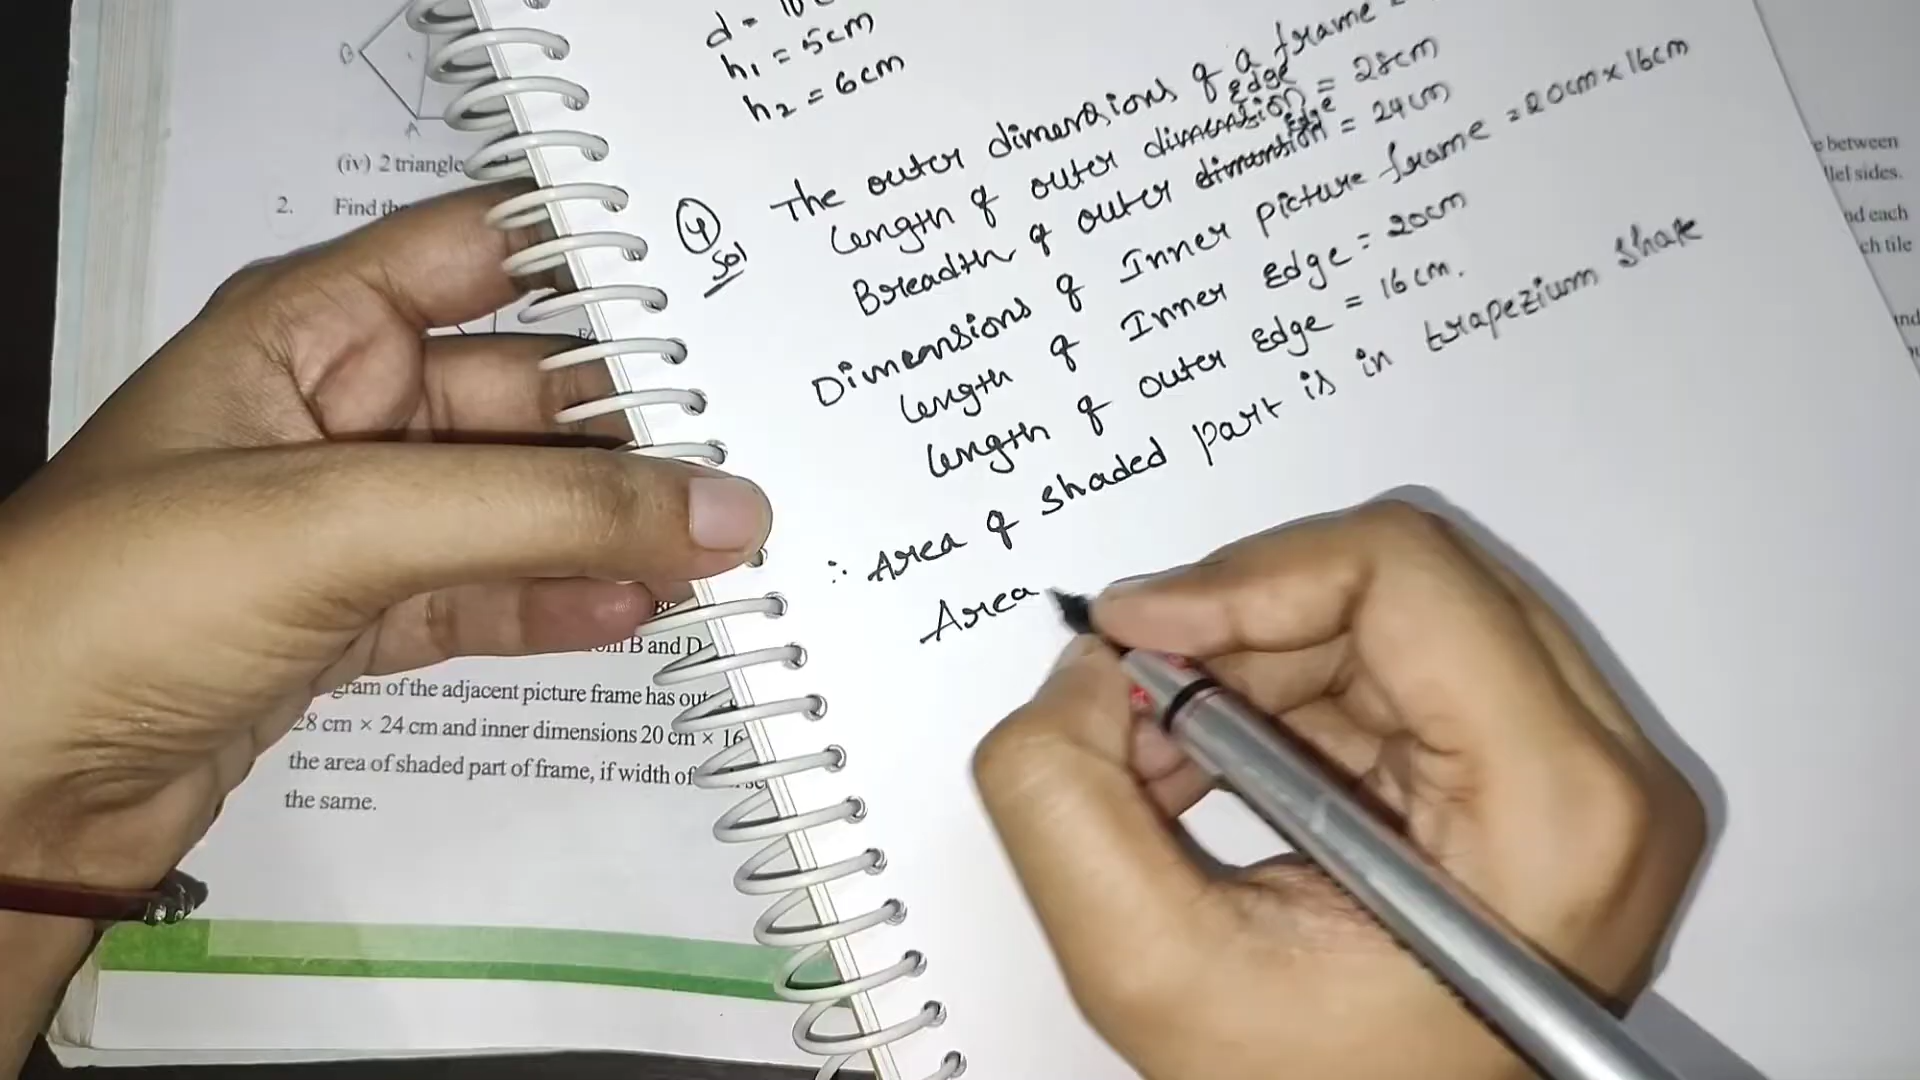 B
A
(iv) 2 triangle
2. Find the
B and D
gram of the adjacent picture frame has out
28 cm × 24 cm and inner dimensions 20 cm × 16
the area of shaded part of frame, if width of
the same.
d =
h1 = 5cm
h2 = 6cm
4
Sol
The outer dimensions of a frame =
edge
Length of outer dimension = 28cm
Edge
Breadth of outer dimension = 24cm
Dimensions of Inner picture frame = 20cm × 16cm
Length of Inner Edge = 20cm
Length of outer Edge = 16cm.
∴ Area of shaded part is in trapezium shape
Area
between
llel sides.
nd each
ch tile